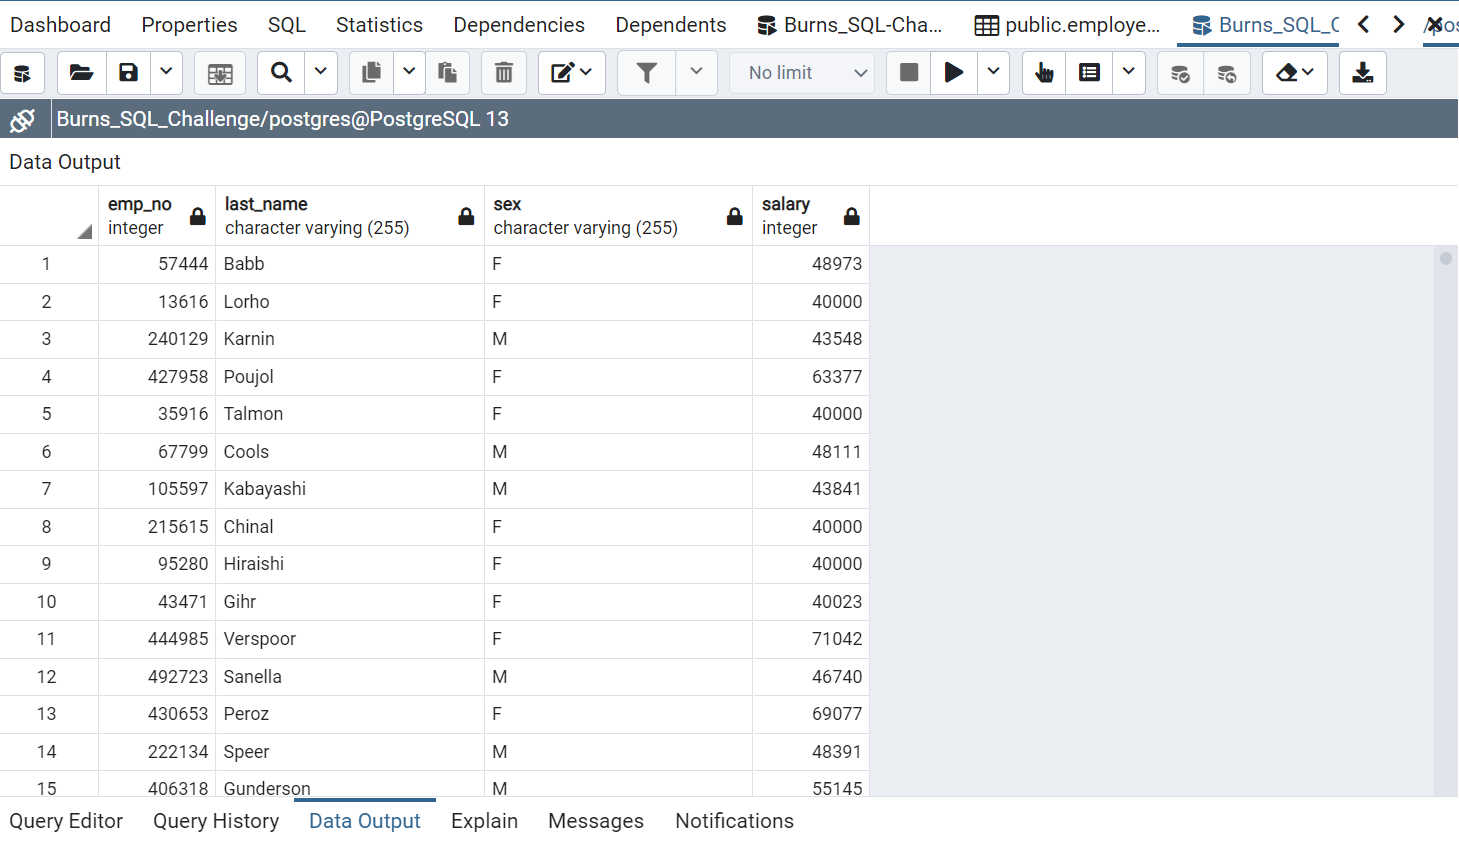 Dashboard Properties SQL Statistics Dependencies Dependents Burns_SQL-Cha... public.employe... Burns_SQL_C
No limit
Burns_SQL_Challenge/postgres@PostgreSQL 13
Data Output
emp_no last_name sex salary
integer character varying (255) character varying (255) integer
1 57444 Babb F 48973
2 13616 Lorho F 40000
3 240129 Karnin M 43548
4 427958 Poujol F 63377
5 35916 Talmon F 40000
6 67799 Cools M 48111
7 105597 Kabayashi M 43841
8 215615 Chinal F 40000
9 95280 Hiraishi F 40000
10 43471 Gihr F 40023
11 444985 Verspoor F 71042
12 492723 Sanella M 46740
13 430653 Peroz F 69077
14 222134 Speer M 48391
15 406318 Gunderson M 55145
Query Editor Query History Data Output Explain Messages Notifications